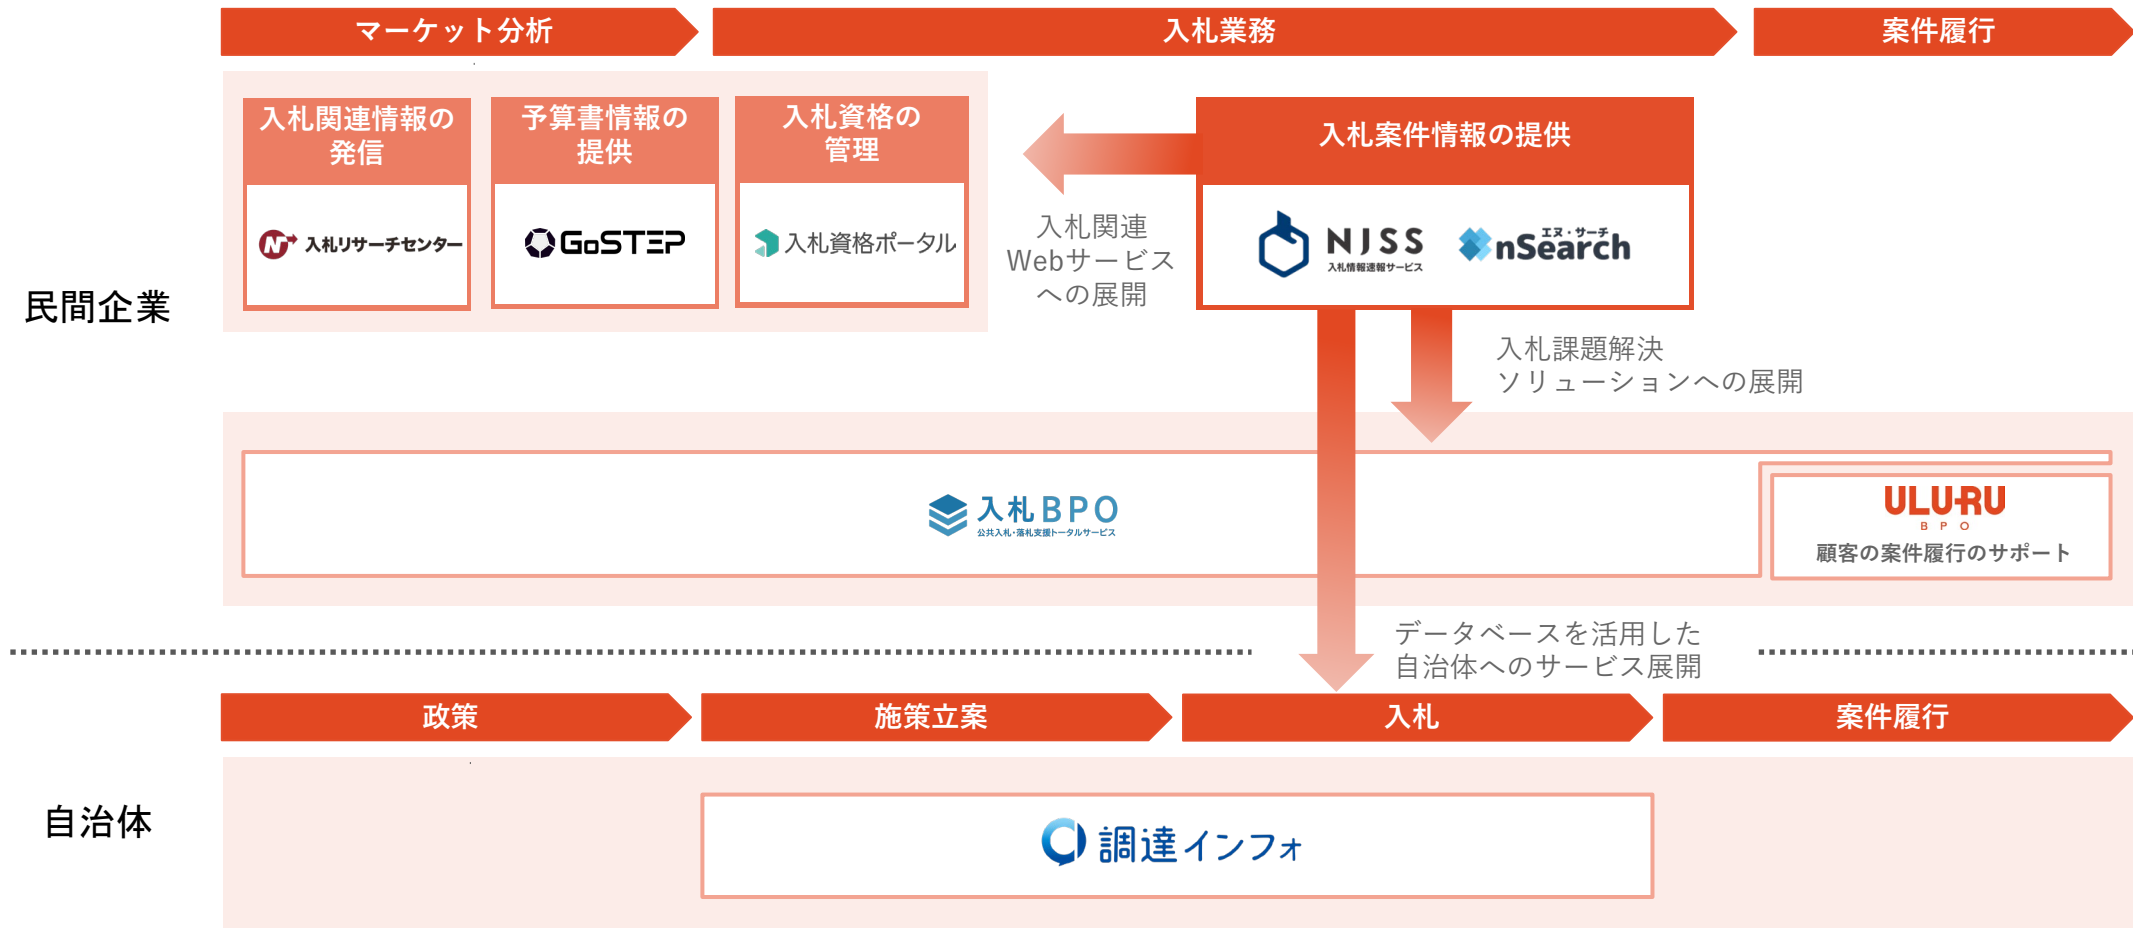 マーケット分析
入札業務
案件履行
民間企業
入札関連情報の
発信
入札リサーチセンター
予算書情報の
提供
GoSTEP
入札資格の
管理
入札資格ポータル
入札関連
Webサービス
への展開
入札案件情報の提供
NJSS
入札情報速報サービス
エヌ・サーチ
nSearch
入札課題解決
ソリューションへの展開
入札BPO
公共入札・落札支援トータルサービス
ULURU
BPO
顧客の案件履行のサポート
データベースを活用した
自治体へのサービス展開
政策
施策立案
入札
案件履行
自治体
調達インフォ